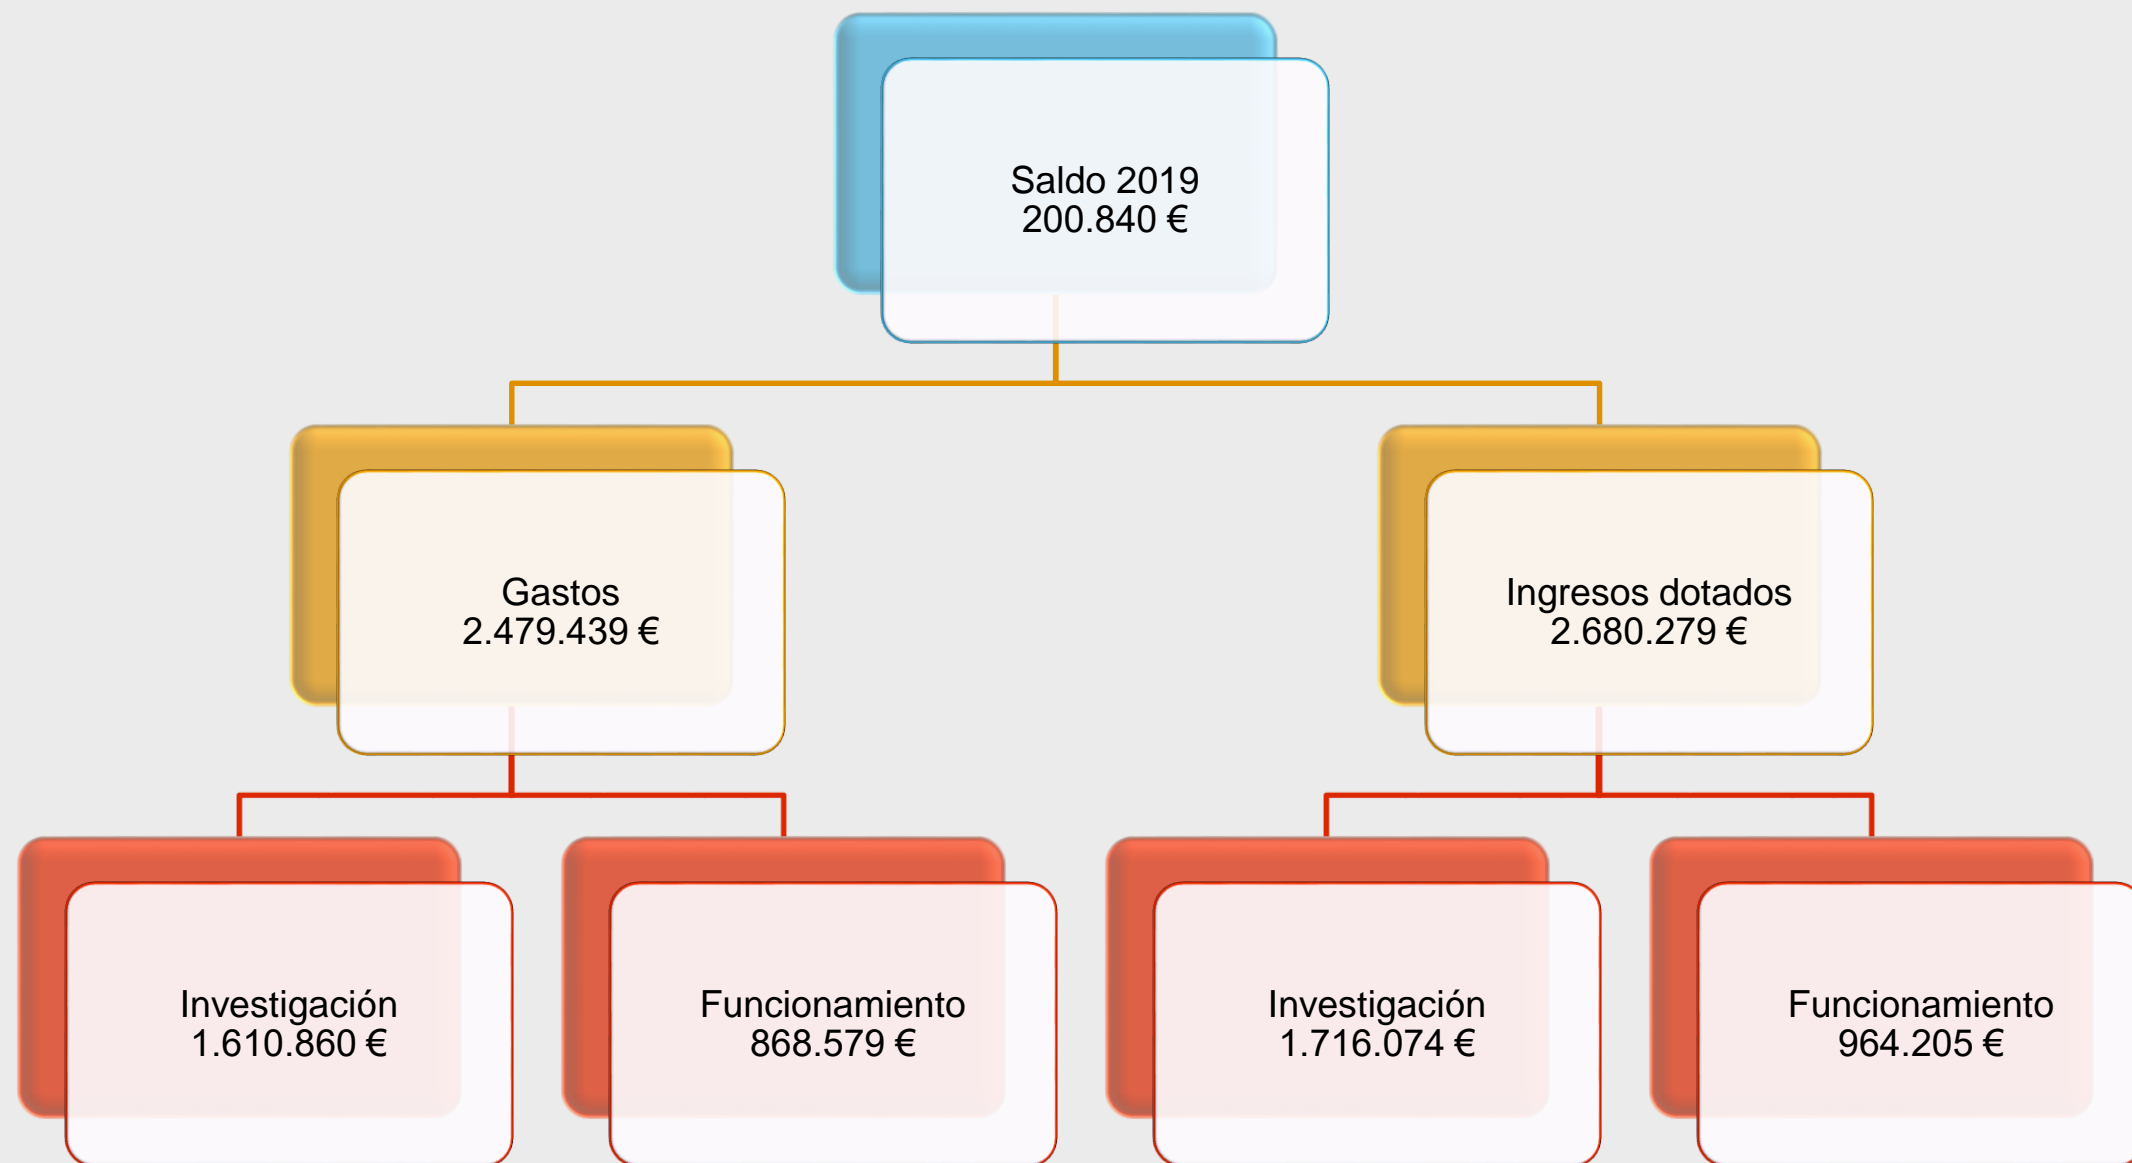 Saldo 2019
200.840 €
Gastos
2.479.439 €
Ingresos dotados
2.680.279 €
Investigación
1.610.860 €
Funcionamiento
868.579 €
Investigación
1.716.074 €
Funcionamiento
964.205 €